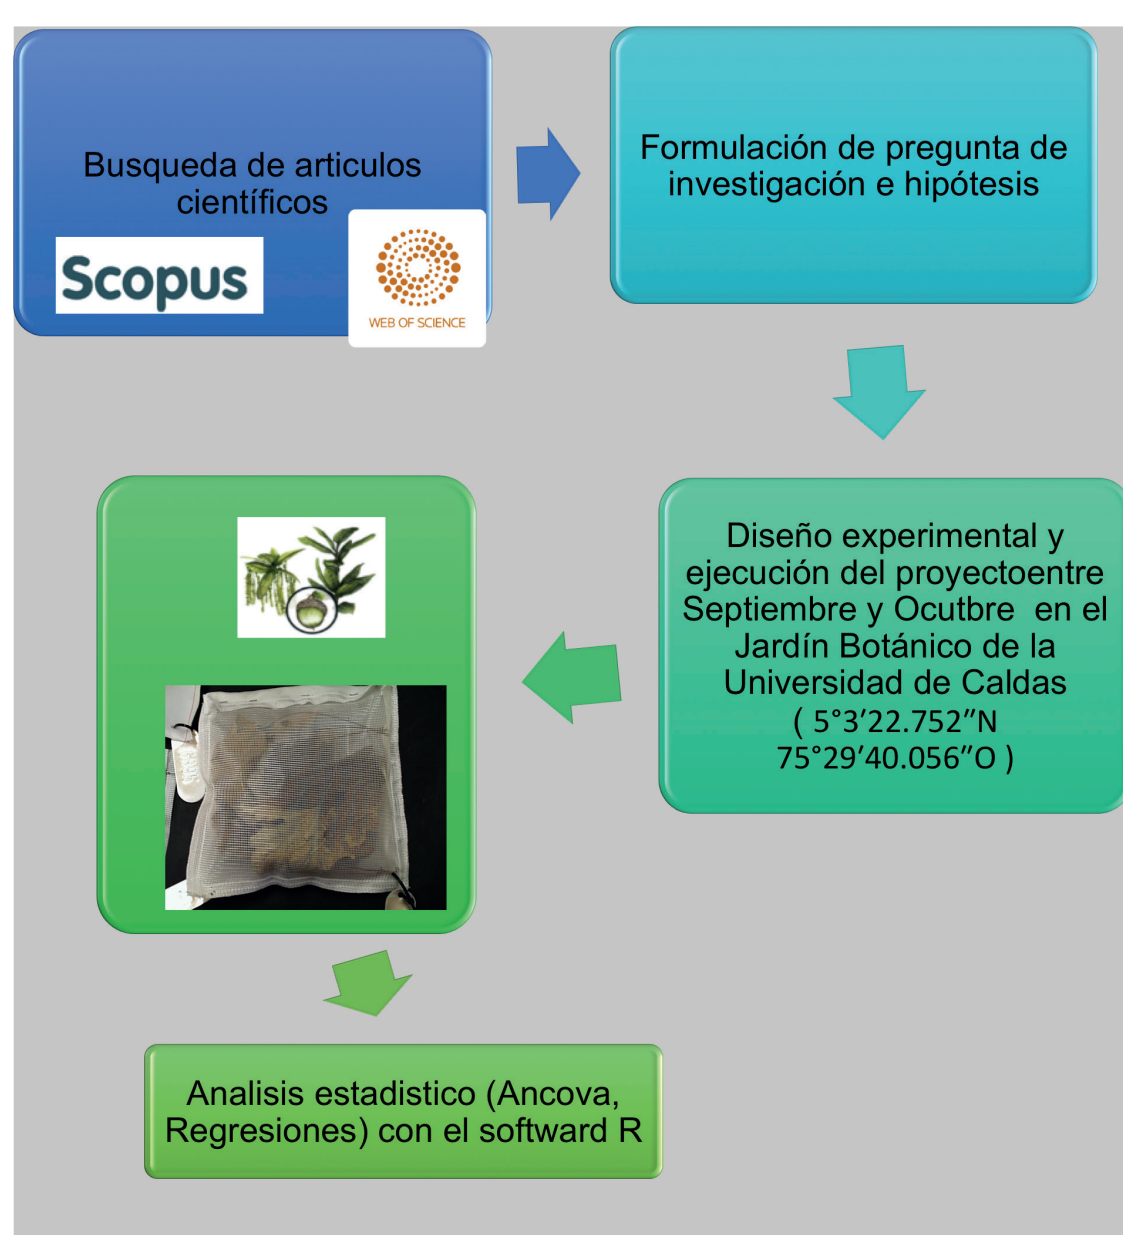 Busqueda de articulos
científicos
Scopus
WEB OF SCIENCE
Formulación de pregunta de
investigación e hipótesis
Diseño experimental y
ejecución del proyectoentre
Septiembre y Ocutbre en el
Jardín Botánico de la
Universidad de Caldas
( 5°3’22.752”N
75°29’40.056”O )
Analisis estadistico (Ancova,
Regresiones) con el softward R